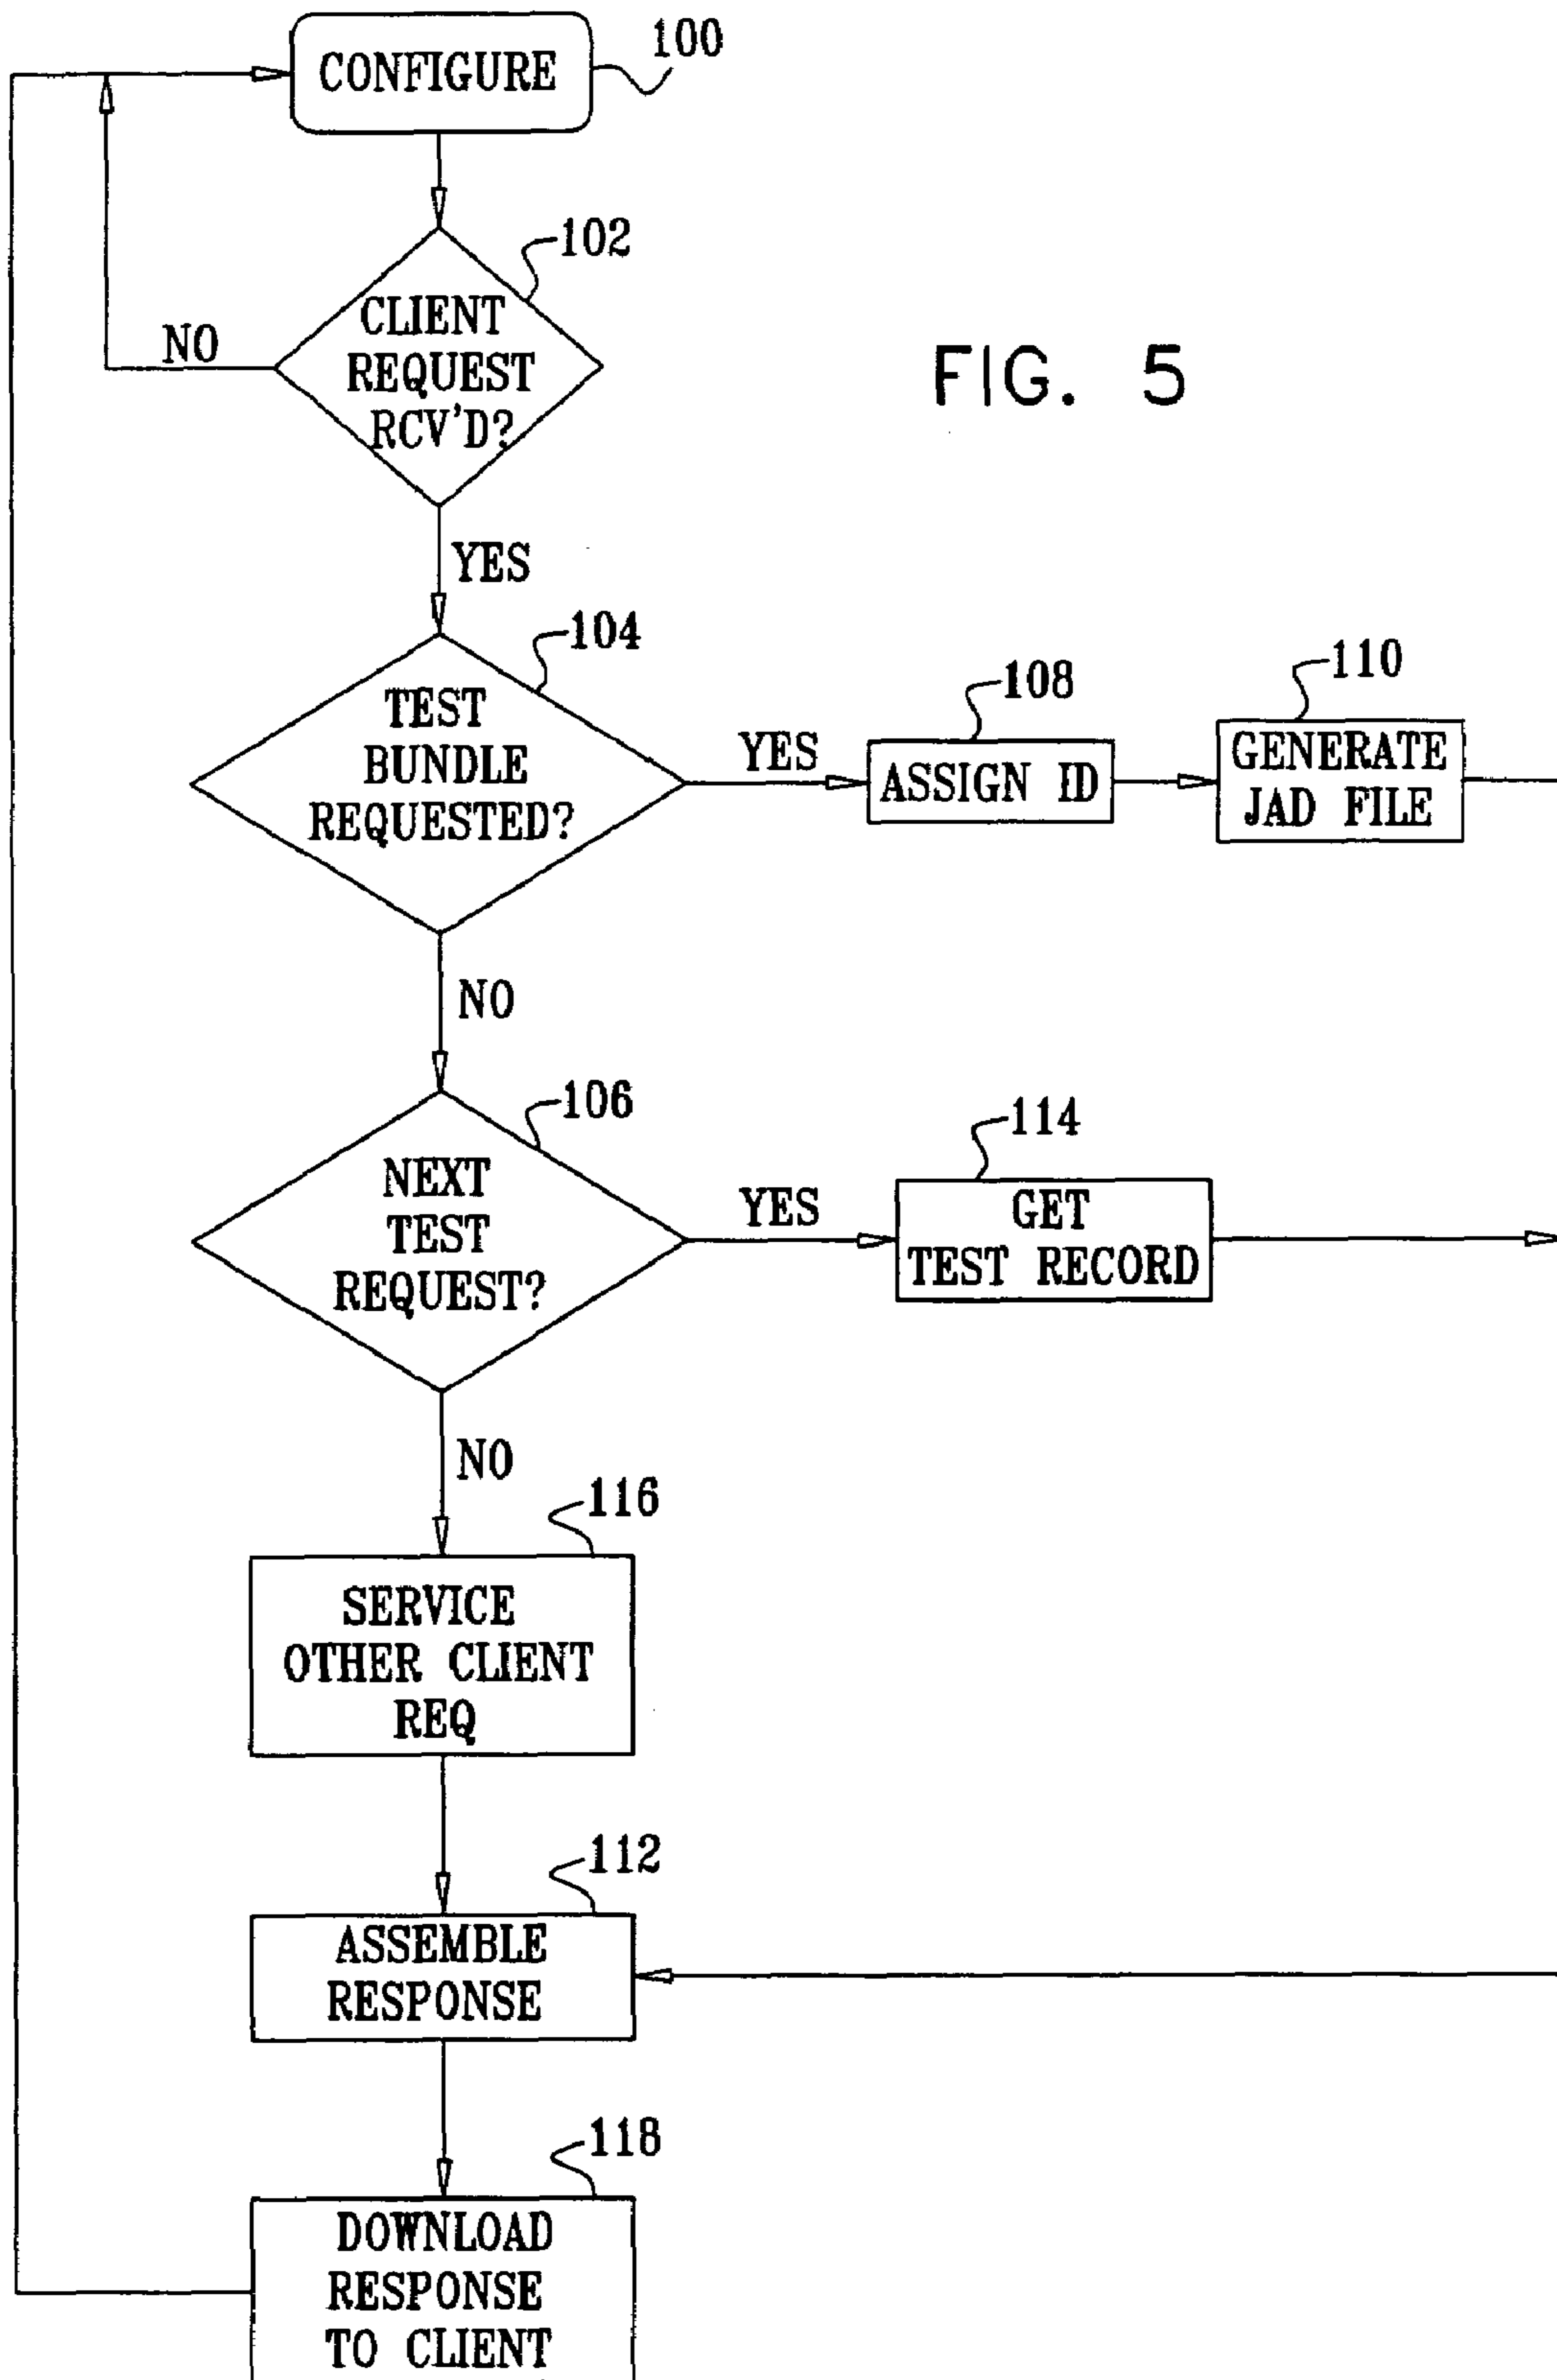 CONFIGURE
100
102
CLIENT
REQUEST
RCV'D?
NO
FIG. 5
YES
104
TEST
BUNDLE
REQUESTED?
YES
108
ASSIGN ID
110
GENERATE
JAD FILE
NO
106
NEXT
TEST
REQUEST?
YES
114
GET
TEST RECORD
NO
116
SERVICE
OTHER CLIENT
REQ
112
ASSEMBLE
RESPONSE
118
DOWNLOAD
RESPONSE
TO CLIENT